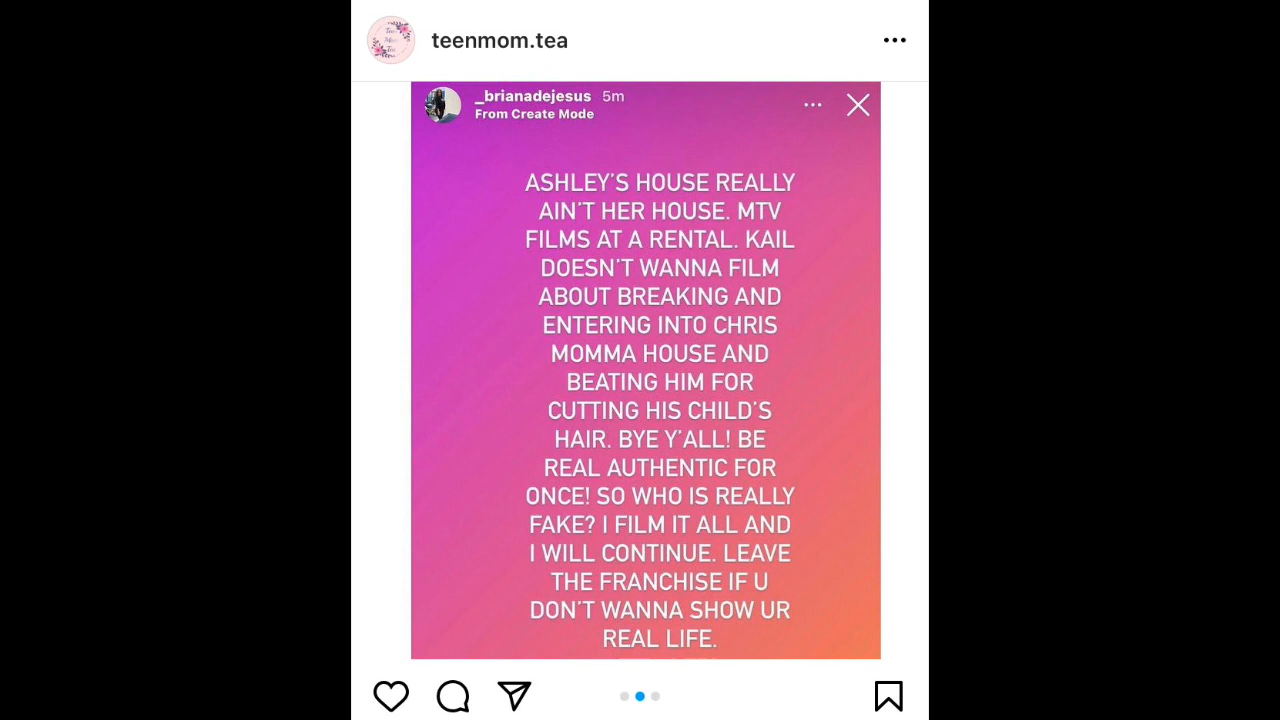 teenmom.tea
_brianadejesus 5m
From Create Mode
ASHLEY'S HOUSE REALLY
AIN'T HER HOUSE. MTV
FILMS AT A RENTAL. KAIL
DOESN'T WANNA FILM
ABOUT BREAKING AND
ENTERING INTO CHRIS
MOMMA HOUSE AND
BEATING HIM FOR
CUTTING HIS CHILD'S
HAIR. BYE Y'ALL! BE
REAL AUTHENTIC FOR
ONCE! SO WHO IS REALLY
FAKE? I FILM IT ALL AND
I WILL CONTINUE. LEAVE
THE FRANCHISE IF U
DON'T WANNA SHOW UR
REAL LIFE.